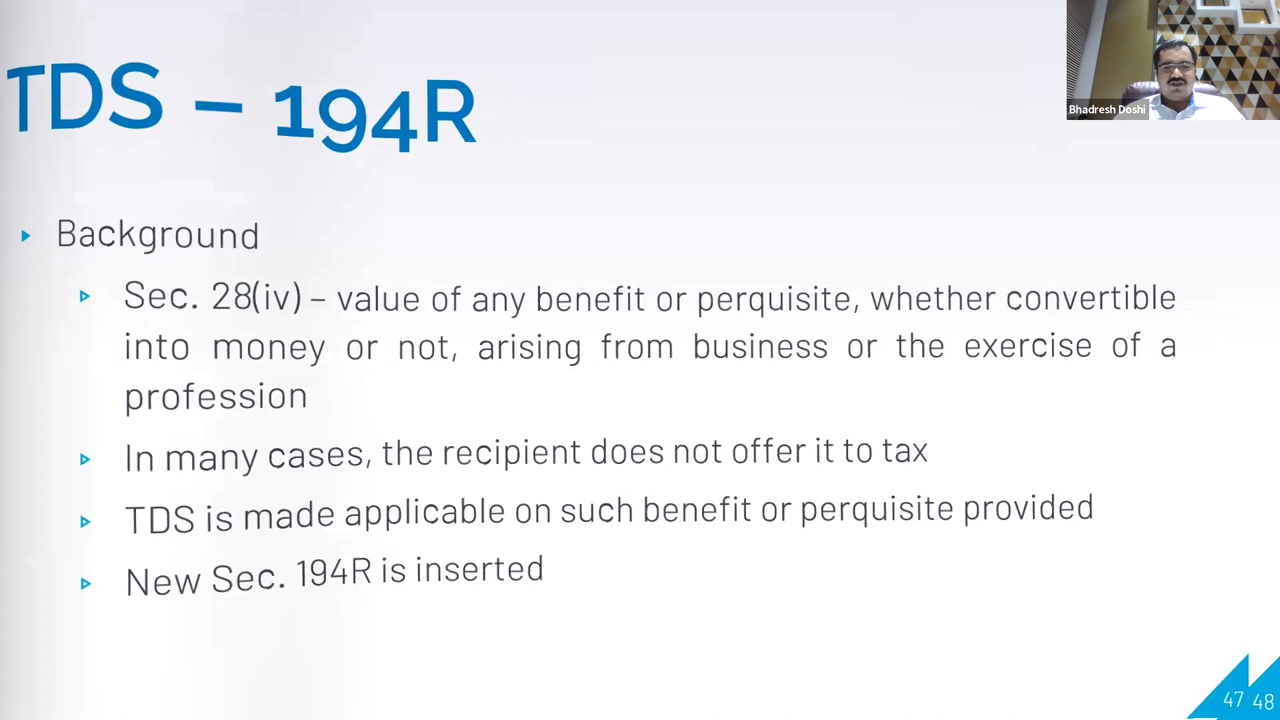 TDS – 194R
Bhadresh Doshi
Background
Sec. 28(iv) – value of any benefit or perquisite, whether convertible
into money or not, arising from business or the exercise of a
profession
In many cases, the recipient does not offer it to tax
TDS is made applicable on such benefit or perquisite provided
New Sec. 194R is inserted
47 48